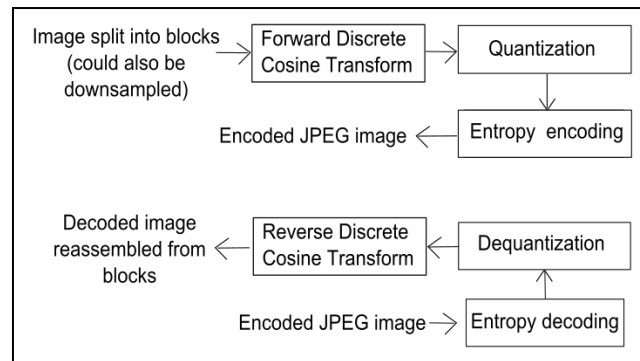 Image split into blocks
(could also be
downsampled)
Forward Discrete
Cosine Transform
Quantization
Entropy encoding
Encoded JPEG image
Decoded image
reassembled from
blocks
Reverse Discrete
Cosine Transform
Dequantization
Encoded JPEG image
Entropy decoding